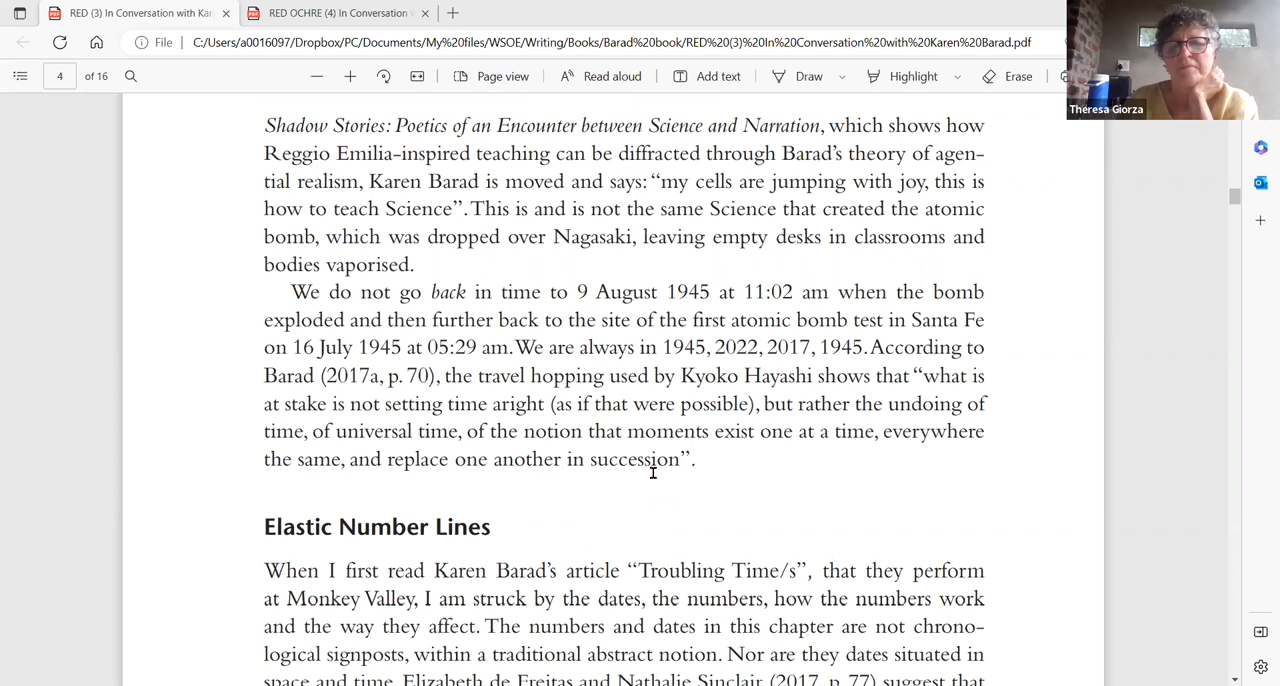 RED (3) In Conversation with Kar
RED OCHRE (4) In Conversation
File
C:/Users/a0016097/Dropbox/PC/Documents/My%20files/WSOE/Writing/Books/Barad%20book/RED%20(3)%20In%20Conversation%20with%20Karen%20Barad.pdf
4 of 16
Page view
Read aloud
Add text
Draw
Highlight
Erase
Theresa Giorza
Shadow Stories: Poetics of an Encounter between Science and Narration, which shows how
Reggio Emilia-inspired teaching can be diffracted through Barad's theory of agen-
tial realism, Karen Barad is moved and says: “my cells are jumping with joy, this is
how to teach Science”. This is and is not the same Science that created the atomic
bomb, which was dropped over Nagasaki, leaving empty desks in classrooms and
bodies vaporised.
We do not go back in time to 9 August 1945 at 11:02 am when the bomb
exploded and then further back to the site of the first atomic bomb test in Santa Fe
on 16 July 1945 at 05:29 am. We are always in 1945, 2022, 2017, 1945. According to
Barad (2017a, p. 70), the travel hopping used by Kyoko Hayashi shows that “what is
at stake is not setting time aright (as if that were possible), but rather the undoing of
time, of universal time, of the notion that moments exist one at a time, everywhere
the same, and replace one another in succession”.
Elastic Number Lines
When I first read Karen Barad's article “Troubling Time/s”, that they perform
at Monkey Valley, I am struck by the dates, the numbers, how the numbers work
and the way they affect. The numbers and dates in this chapter are not chrono-
logical signposts, within a traditional abstract notion. Nor are they dates situated in
space and time. Elizabeth de Freitas and Nathalie Sinclair (2017, p. 77) suggest that